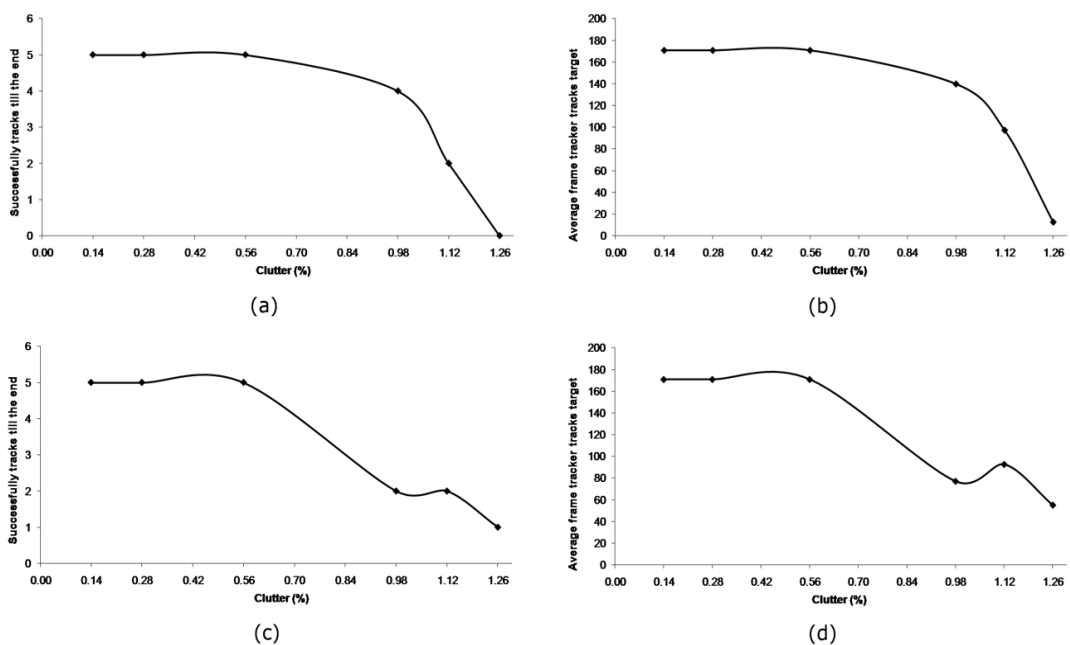 Successfully tracks till the end
6
5
4
3
2
1
0
0.00 0.14 0.28 0.42 0.56 0.70 0.84 0.98 1.12 1.26
Clutter (%)
(a)
Average frame tracker tracks target
200
180
160
140
120
100
80
60
40
20
0
0.00 0.14 0.28 0.42 0.56 0.70 0.84 0.98 1.12 1.26
Clutter (%)
(b)
Successfully tracks till the end
6
5
4
3
2
1
0
0.00 0.14 0.28 0.42 0.56 0.70 0.84 0.98 1.12 1.26
Clutter (%)
(c)
Average frame tracker tracks target
200
180
160
140
120
100
80
60
40
20
0
0.00 0.14 0.28 0.42 0.56 0.70 0.84 0.98 1.12 1.26
Clutter (%)
(d)